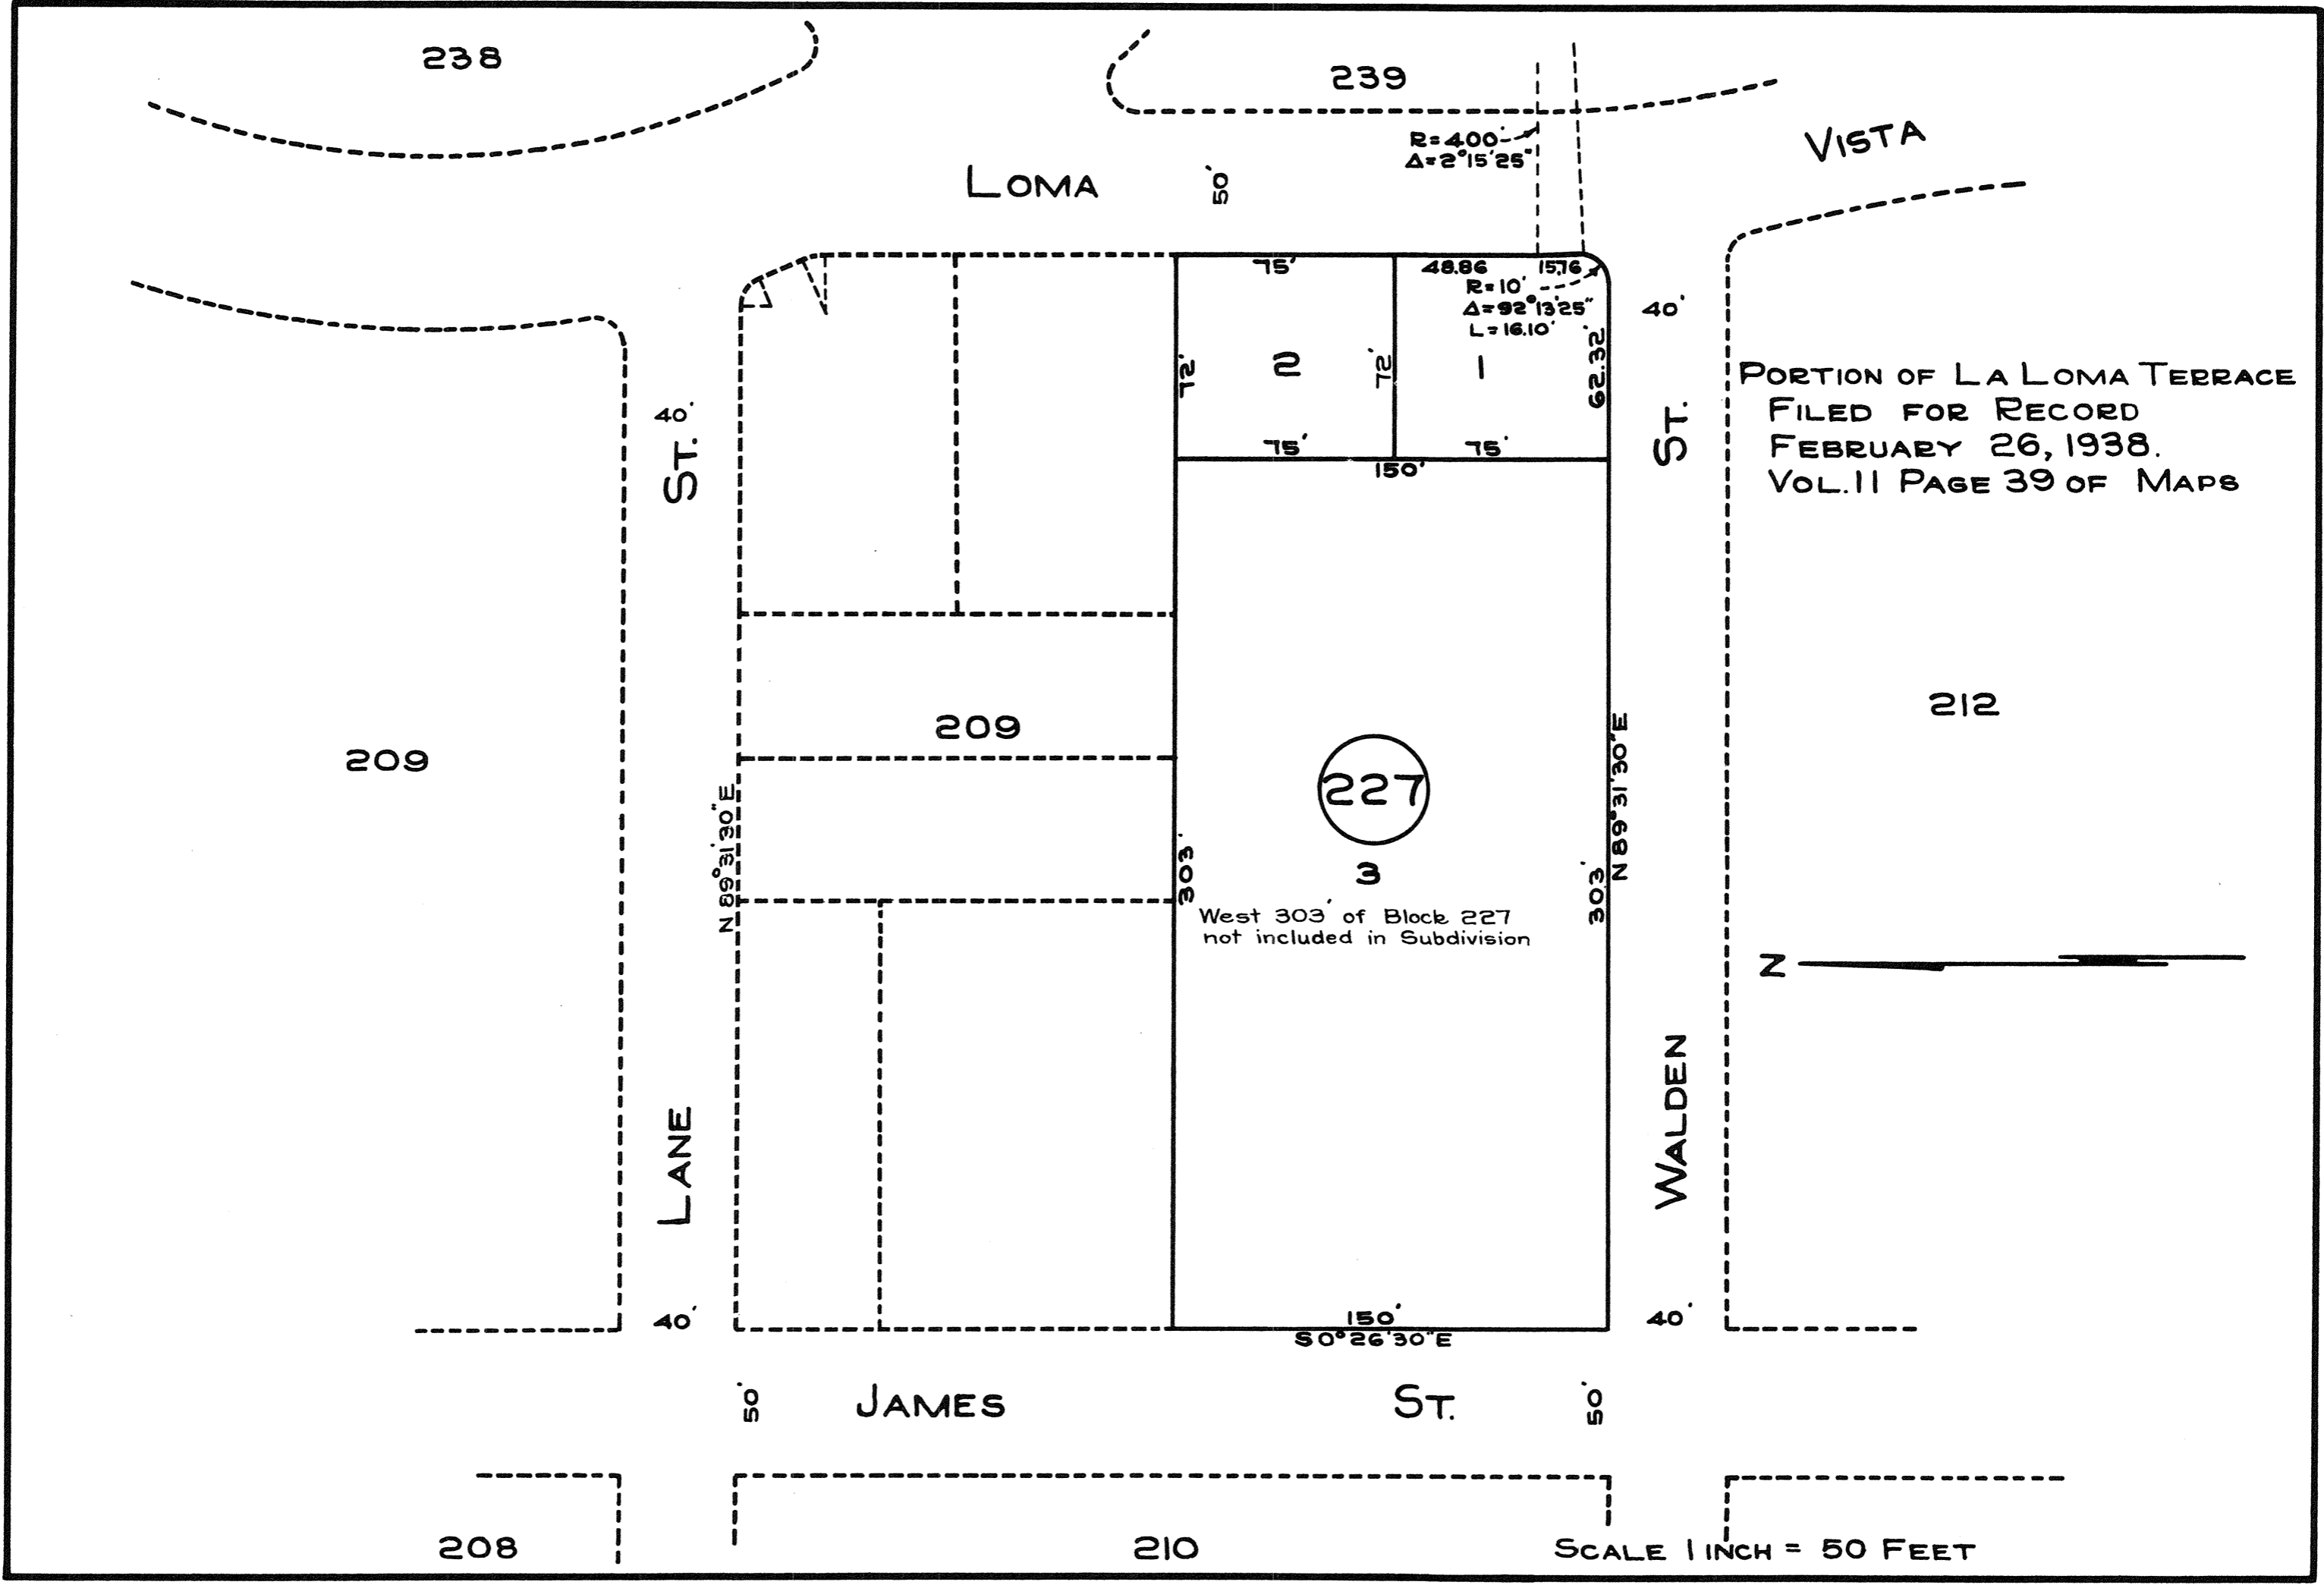 238
239
VISTA
R=400'
Δ=2°15'25"
LOMA
50'
75'
48.86
15.76
R=10'
Δ=92°13'25"
L=16.10'
40'
62.32'
72'
2
72'
1
PORTION OF LA LOMA TERRACE
FILED FOR RECORD
FEBRUARY 26, 1938.
VOL. 11 PAGE 39 OF MAPS
40'
ST.
ST.
75'
75'
150'
209
209
212
N 89°31'30"E
N 89°31'30"E
227
3
303'
303'
West 303' of Block 227
not included in Subdivision
N
LANE
WALDEN
40'
150'
40'
S 0°26'30"E
50'
JAMES
ST.
50'
208
210
SCALE 1 INCH = 50 FEET